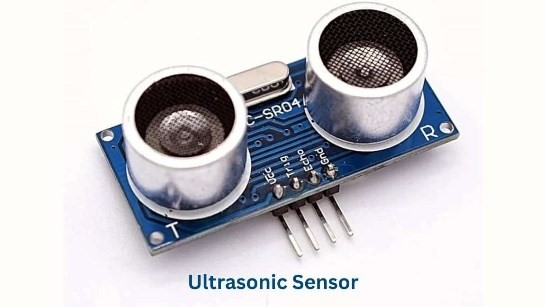 C-SR04
R
Vcc
Trig
Echo
Gnd
T
Ultrasonic Sensor